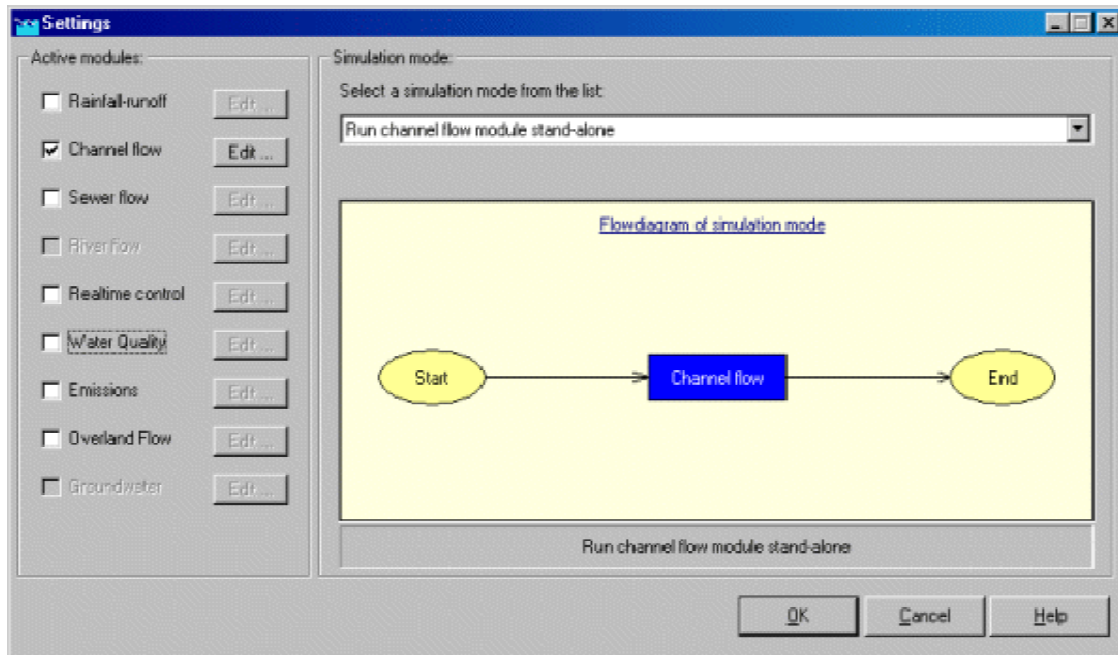 Settings
Active modules:
Rainfall-runoff Edit ...
Channel flow Edit ...
Sewer flow Edit ...
River flow Edit ...
Realtime control Edit ...
Water Quality Edit ...
Emissions Edit ...
Overland Flow Edit ...
Groundwater Edit ...
Simulation mode:
Select a simulation mode from the list:
Run channel flow module stand-alone
Flowdiagram of simulation mode
Start Channel flow End
Run channel flow module stand-alone
OK Cancel Help